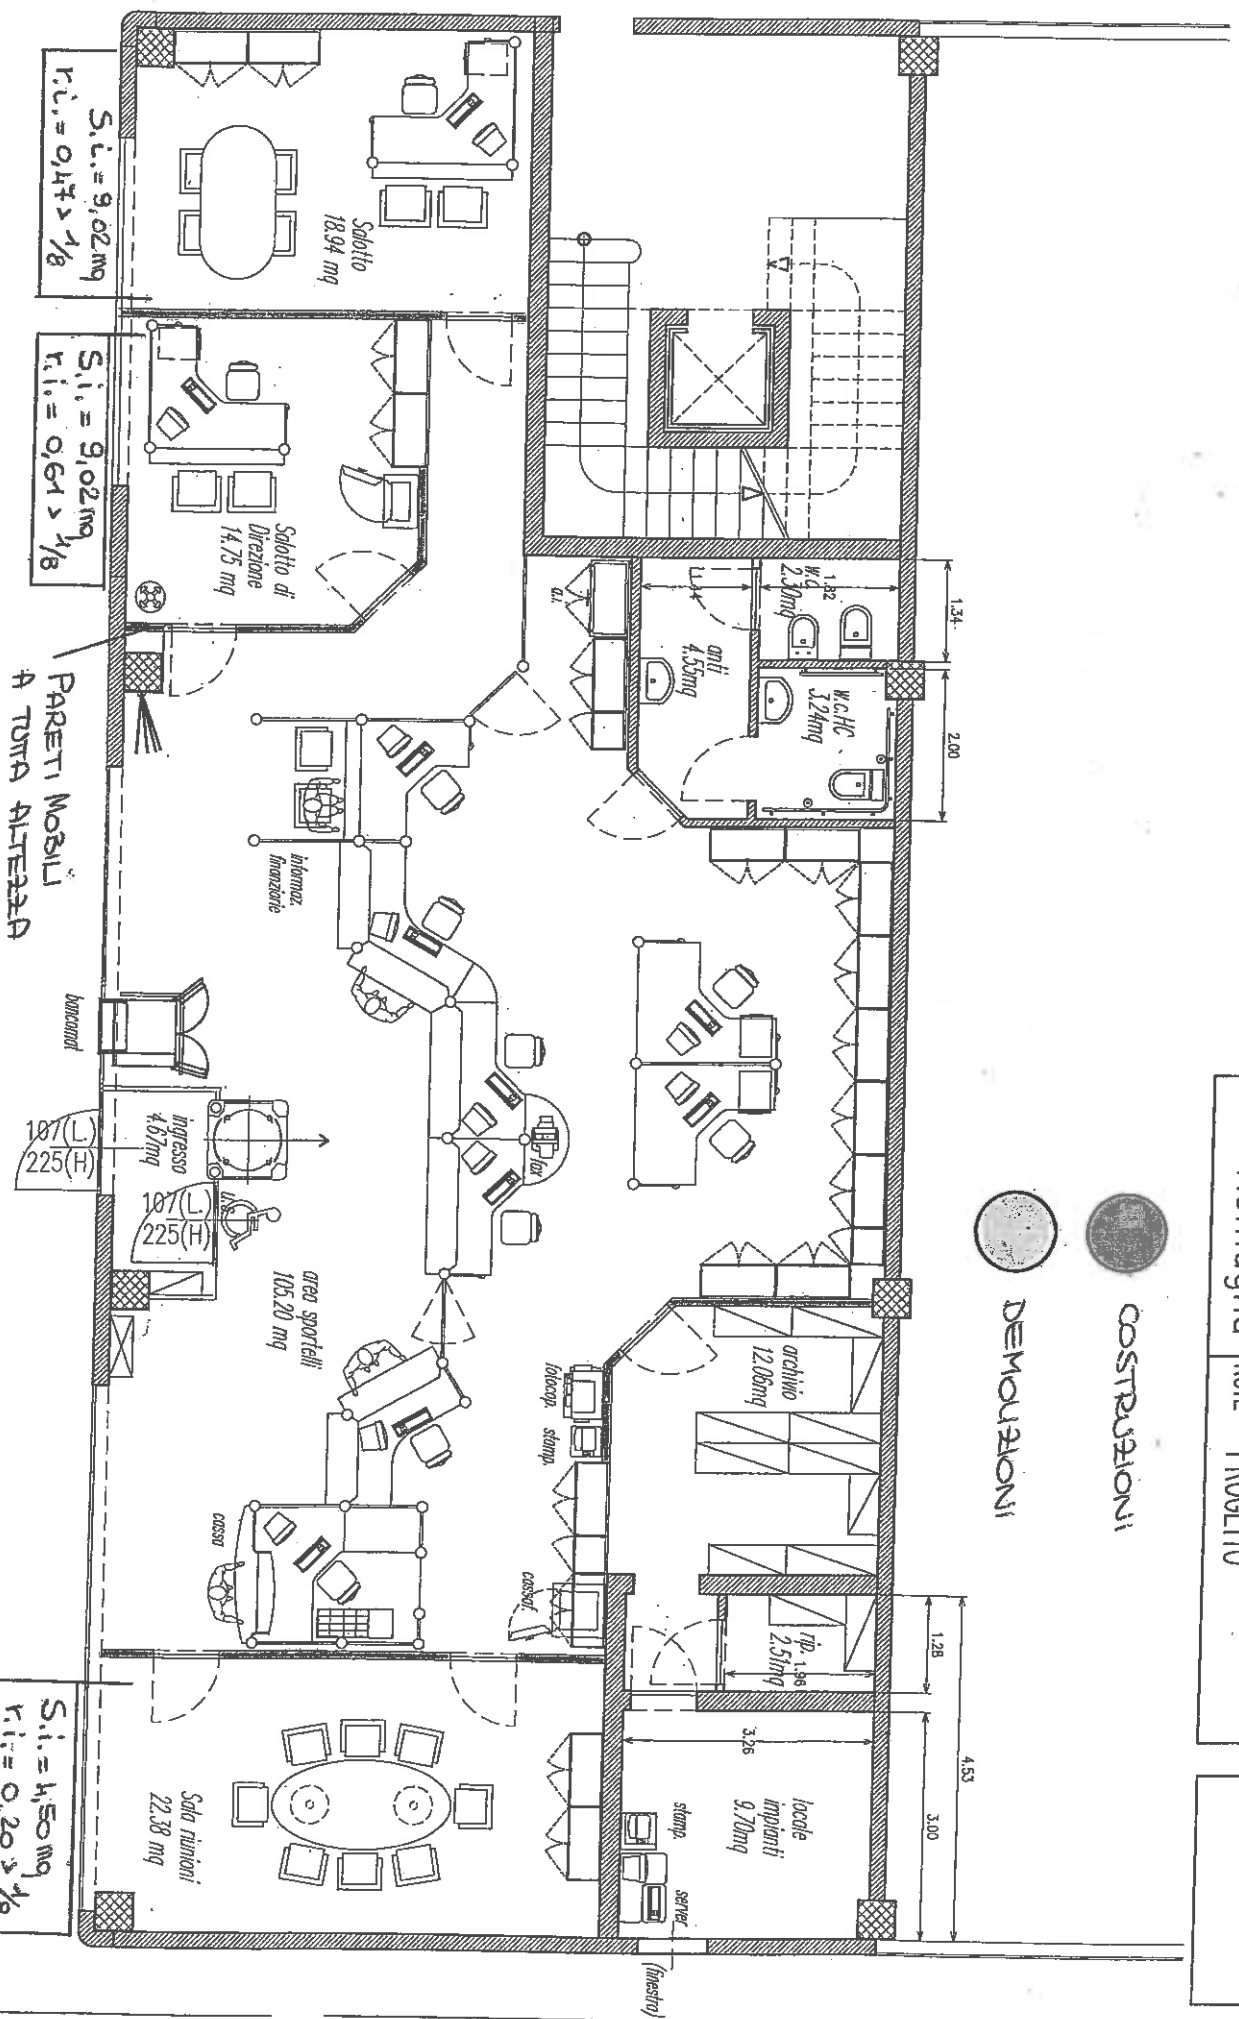 S.i. = 9,02 mq
r.i. = 0,47 > 1/8
S.i. = 9,02 mq
r.i. = 0,61 > 1/8
Salotto
18.94 mq
Salotto di
Direzione
14.75 mq
PARETI MOBILI
A TUTTA ALTEZZA
a.i.
w.c.
2.30mq
1.82
1.34
anti
4.55mq
w.c.HC
3.24mq
2.00
informaz.
finanziarie
bancomat
ingresso
4.67mq
107(L.)
225(H)
107(L.)
225(H)
fax
area sportelli
105.20 mq
COSTRUZIONI
DEMOLIZIONI
PROGETTO
archivio
12.06mq
fotocop.
stamp.
cassa
cassaf.
rip.
2.51mq
1.96
1.28
4.53
3.00
3.26
locale
impianti
9.70mq
stamp.
server
(finestra)
Sala riunioni
22.38 mq
S.i. = 4,50 mq
r.i. = 0,20 > 1/8